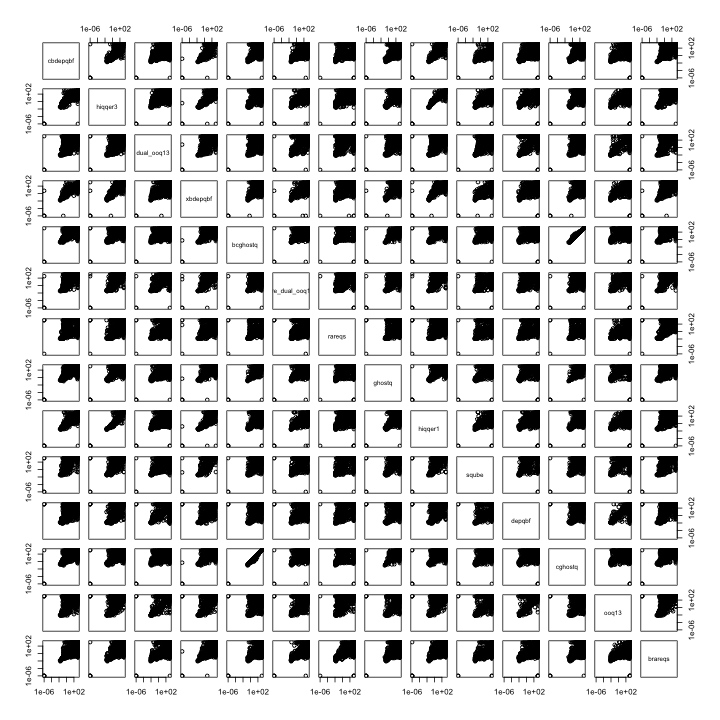 1e-06 1e+02 1e-06 1e+02 1e-06 1e+02 1e-06 1e+02 1e-06 1e+02 1e-06 1e+02 1e-06 1e+02
cbdepqbf 1e-06 1e+02
1e-06 1e+02 hiqqer3
dual_ooq13 1e-06 1e+02
1e-06 1e+02 xbdepqbf
bcghostq 1e-06 1e+02
1e-06 1e+02 e_dual_ooq1
rareqs 1e-06 1e+02
1e-06 1e+02 ghostq
hiqqer1 1e-06 1e+02
1e-06 1e+02 sqube
depqbf 1e-06 1e+02
1e-06 1e+02 cghostq
ooq13 1e-06 1e+02
1e-06 1e+02 brareqs
1e-06 1e+02 1e-06 1e+02 1e-06 1e+02 1e-06 1e+02 1e-06 1e+02 1e-06 1e+02 1e-06 1e+02